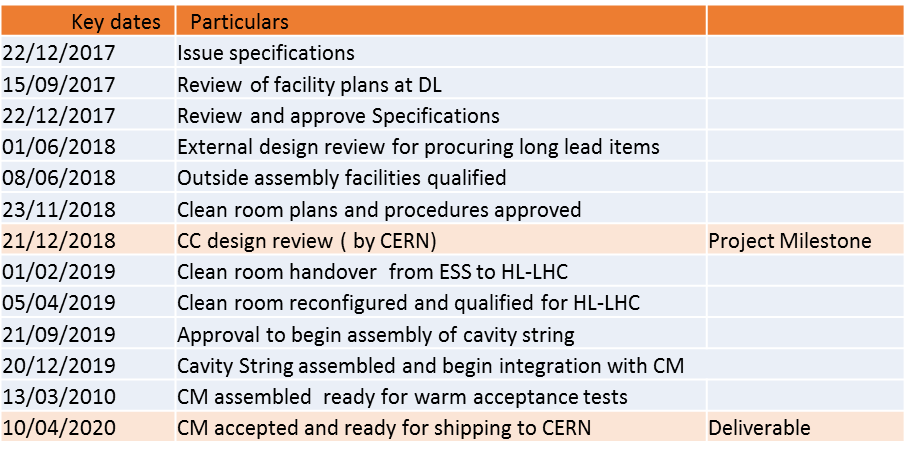 Key dates Particulars
22/12/2017 Issue specifications
15/09/2017 Review of facility plans at DL
22/12/2017 Review and approve Specifications
01/06/2018 External design review for procuring long lead items
08/06/2018 Outside assembly facilities qualified
23/11/2018 Clean room plans and procedures approved
21/12/2018 CC design review ( by CERN) Project Milestone
01/02/2019 Clean room handover from ESS to HL-LHC
05/04/2019 Clean room reconfigured and qualified for HL-LHC
21/09/2019 Approval to begin assembly of cavity string
20/12/2019 Cavity String assembled and begin integration with CM
13/03/2010 CM assembled ready for warm acceptance tests
10/04/2020 CM accepted and ready for shipping to CERN Deliverable